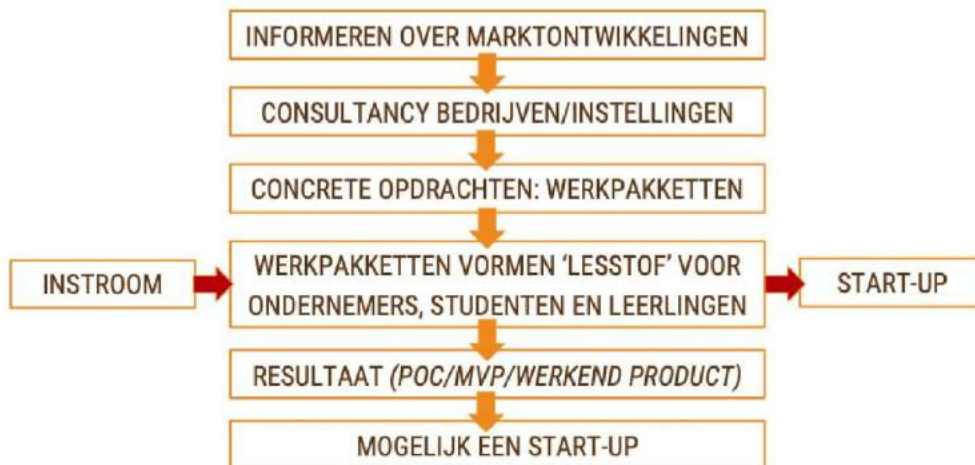 INFORMEREN OVER MARKTONTWIKKELINGEN
CONSULTANCY BEDRIJVEN/INSTELLINGEN
CONCRETE OPDRACHTEN: WERKPAKKETTEN
INSTROOM
WERKPAKKETTEN VORMEN ‘LESSTOF’ VOOR
ONDERNEMERS, STUDENTEN EN LEERLINGEN
START-UP
RESULTAAT (POC/MVP/WERKEND PRODUCT)
MOGELIJK EEN START-UP